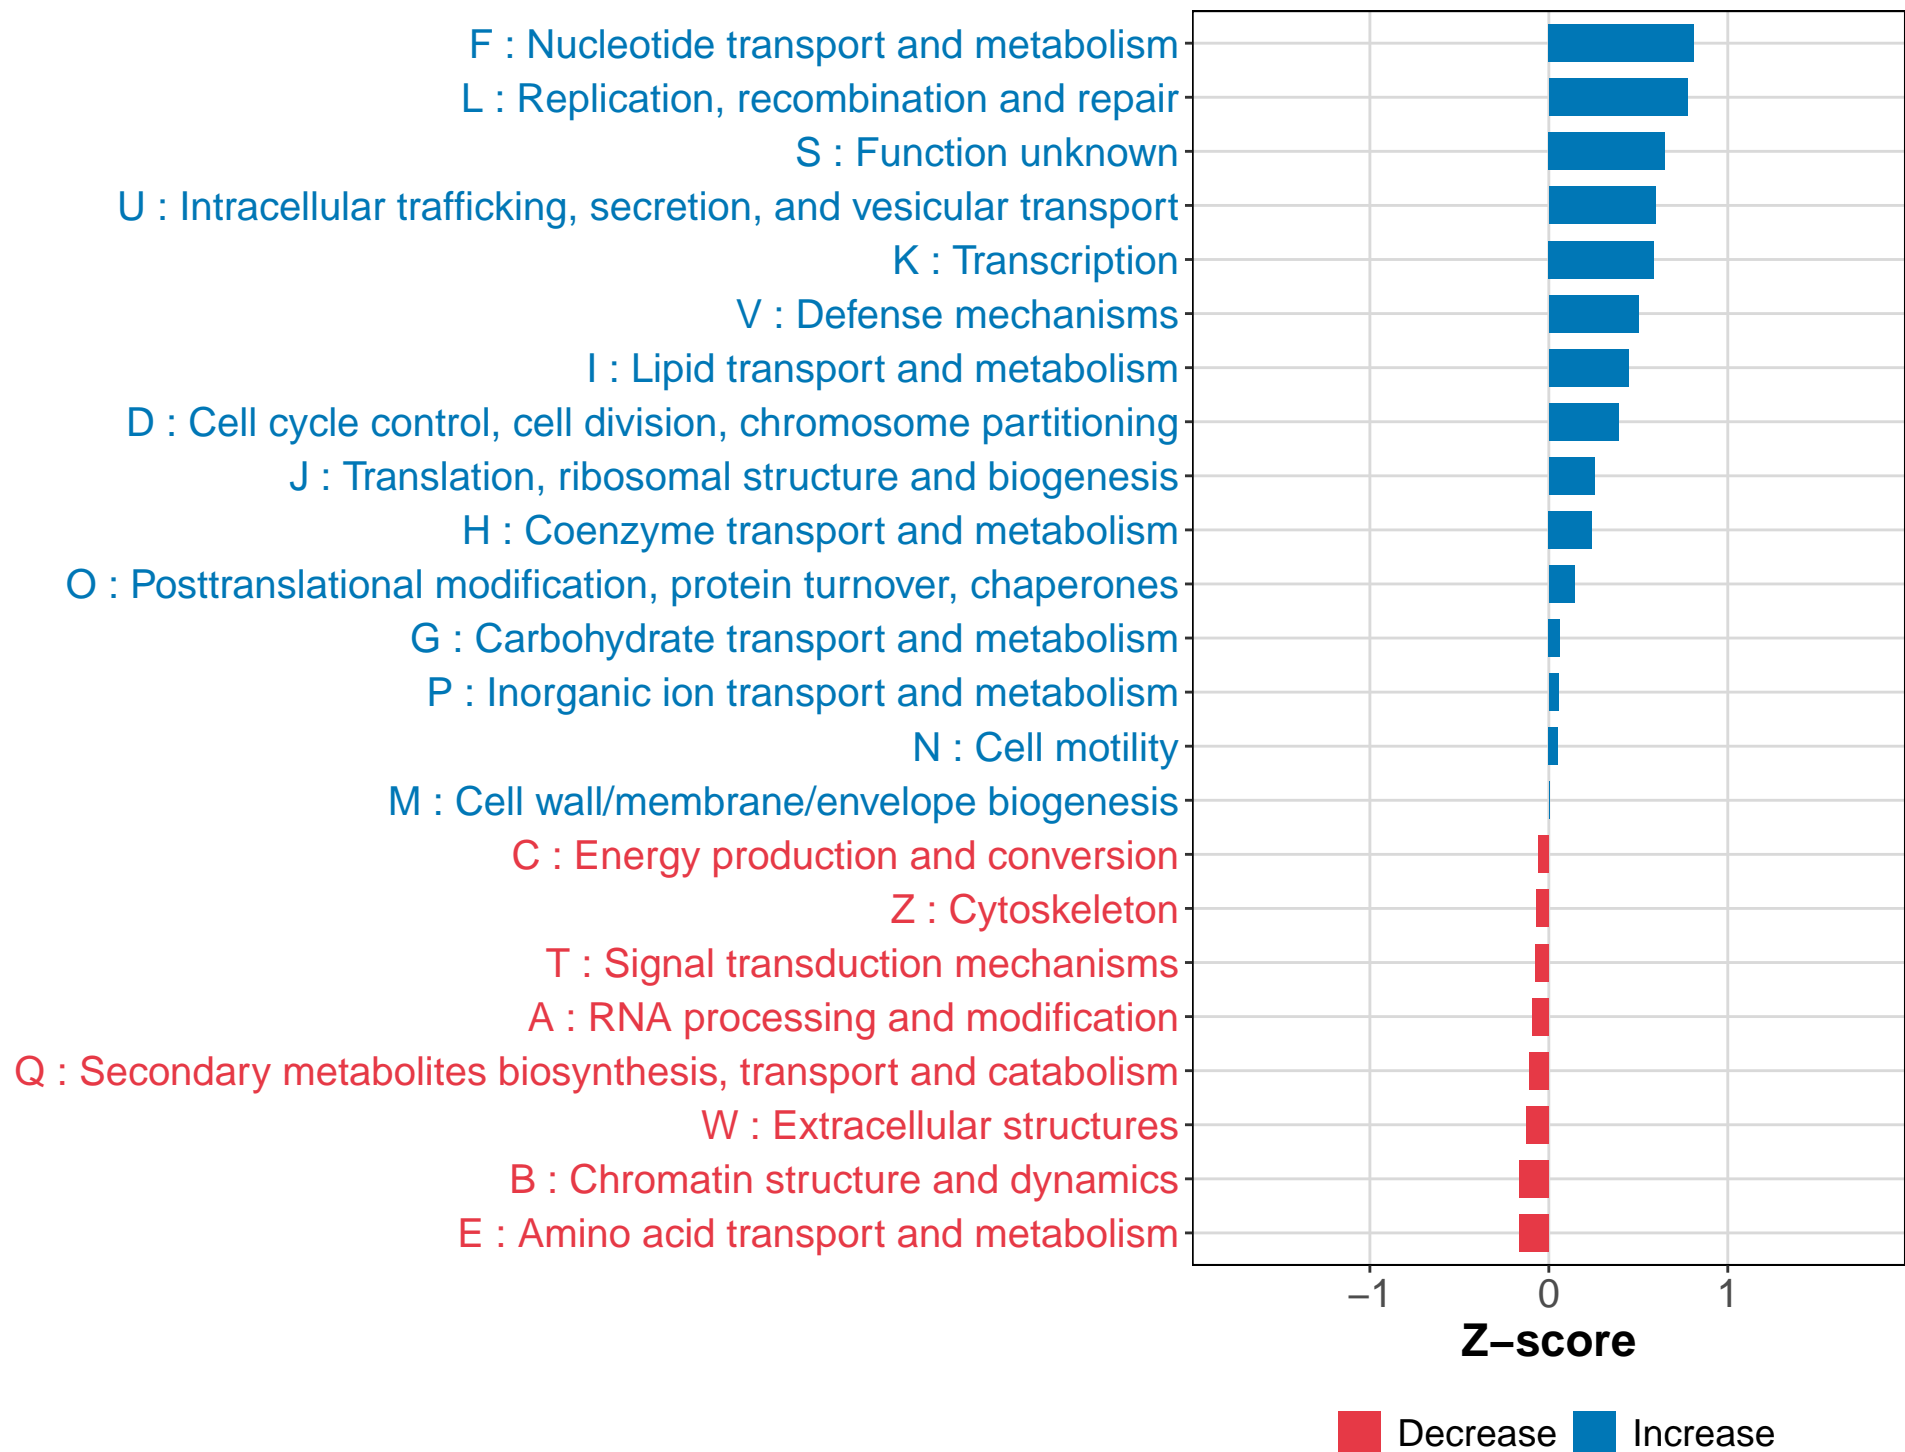 F : Nucleotide transport and metabolism
L : Replication, recombination and repair
S : Function unknown
U : Intracellular trafficking, secretion, and vesicular transport
K : Transcription
V : Defense mechanisms
I : Lipid transport and metabolism
D : Cell cycle control, cell division, chromosome partitioning
J : Translation, ribosomal structure and biogenesis
H : Coenzyme transport and metabolism
O : Posttranslational modification, protein turnover, chaperones
G : Carbohydrate transport and metabolism
P : Inorganic ion transport and metabolism
N : Cell motility
M : Cell wall/membrane/envelope biogenesis
C : Energy production and conversion
Z : Cytoskeleton
T : Signal transduction mechanisms
A : RNA processing and modification
Q : Secondary metabolites biosynthesis, transport and catabolism
W : Extracellular structures
B : Chromatin structure and dynamics
E : Amino acid transport and metabolism
−1 0 1
Z−score
Decrease Increase